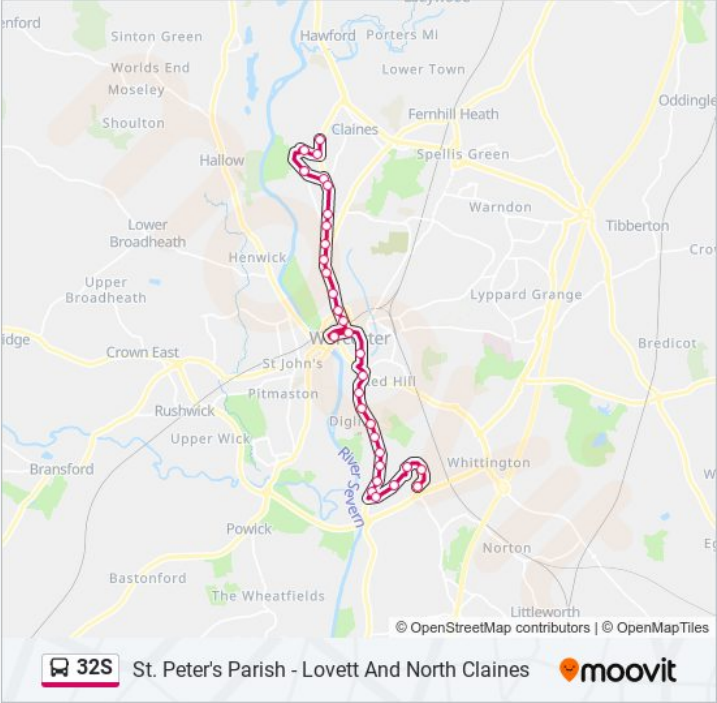 Sinton Green
Hawford
Porters Mi
Worlds End
Lower Town
Moseley
Oddingle
Shoulton
Fernhill Heath
Claines
Hallow
Spellis Green
Warndon
Lower
Broadheath
Tibberton
Henwick
Upper
Broadheath
Lyppard Grange
Bredicot
Crown East
St John's
Pitmaston
Rushwick
Upper Wick
Whittington
Bransford
River Severn
Powick
Norton
Bastonford
The Wheatfields
Littleworth
© OpenStreetMap contributors | © OpenMapTiles
32S St. Peter's Parish - Lovett And North Claines moovit